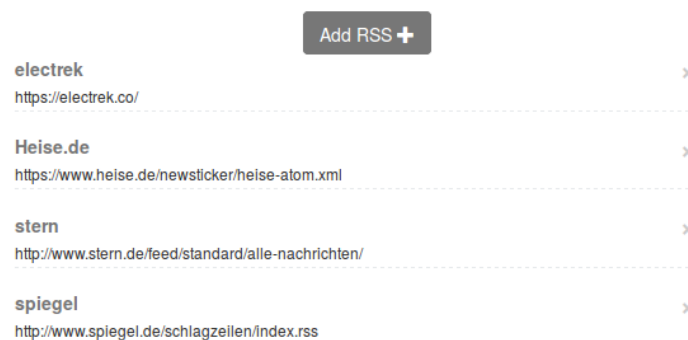 Add RSS +
electrek
https://electrek.co/
Heise.de
https://www.heise.de/newsticker/heise-atom.xml
stern
http://www.stern.de/feed/standard/alle-nachrichten/
spiegel
http://www.spiegel.de/schlagzeilen/index.rss